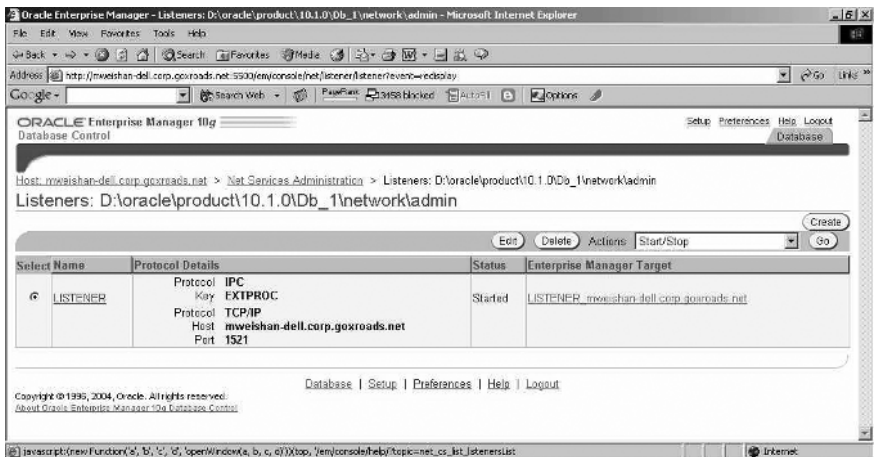 Oracle Enterprise Manager - Listeners: D:\oracle\product\10.1.0\Db_1\network\admin - Microsoft Internet Explorer
File Edit View Favorites Tools Help
Back Search Favorites Media
Address http://mweishan-dell.corp.goxroads.net:5500/em/console/net/listener/listener?event=redisplay Go Links »
Google Search Web PageRank 3458 blocked AutoFill Options
ORACLE Enterprise Manager 10g
Database Control
Setup Preferences Help Logout
Database
Host: mweishan-dell.corp.goxroads.net > Net Services Administration > Listeners: D:\oracle\product\10.1.0\Db_1\network\admin
Listeners: D:\oracle\product\10.1.0\Db_1\network\admin
Create
Edit Delete Actions Start/Stop Go
Select Name Protocol Details Status Enterprise Manager Target
Protocol IPC
Key EXTPROC
LISTENER Started LISTENER_mweishan-dell.corp.goxroads.net
Protocol TCP/IP
Host mweishan-dell.corp.goxroads.net
Port 1521
Database | Setup | Preferences | Help | Logout
Copyright © 1996, 2004, Oracle. All rights reserved.
About Oracle Enterprise Manager 10g Database Control
javascript:(new Function('a', 'b', 'c', 'd', 'openWindow(a, b, c, d)'))(top, '/em/console/help?topic=net_cs_list_listenersList Internet